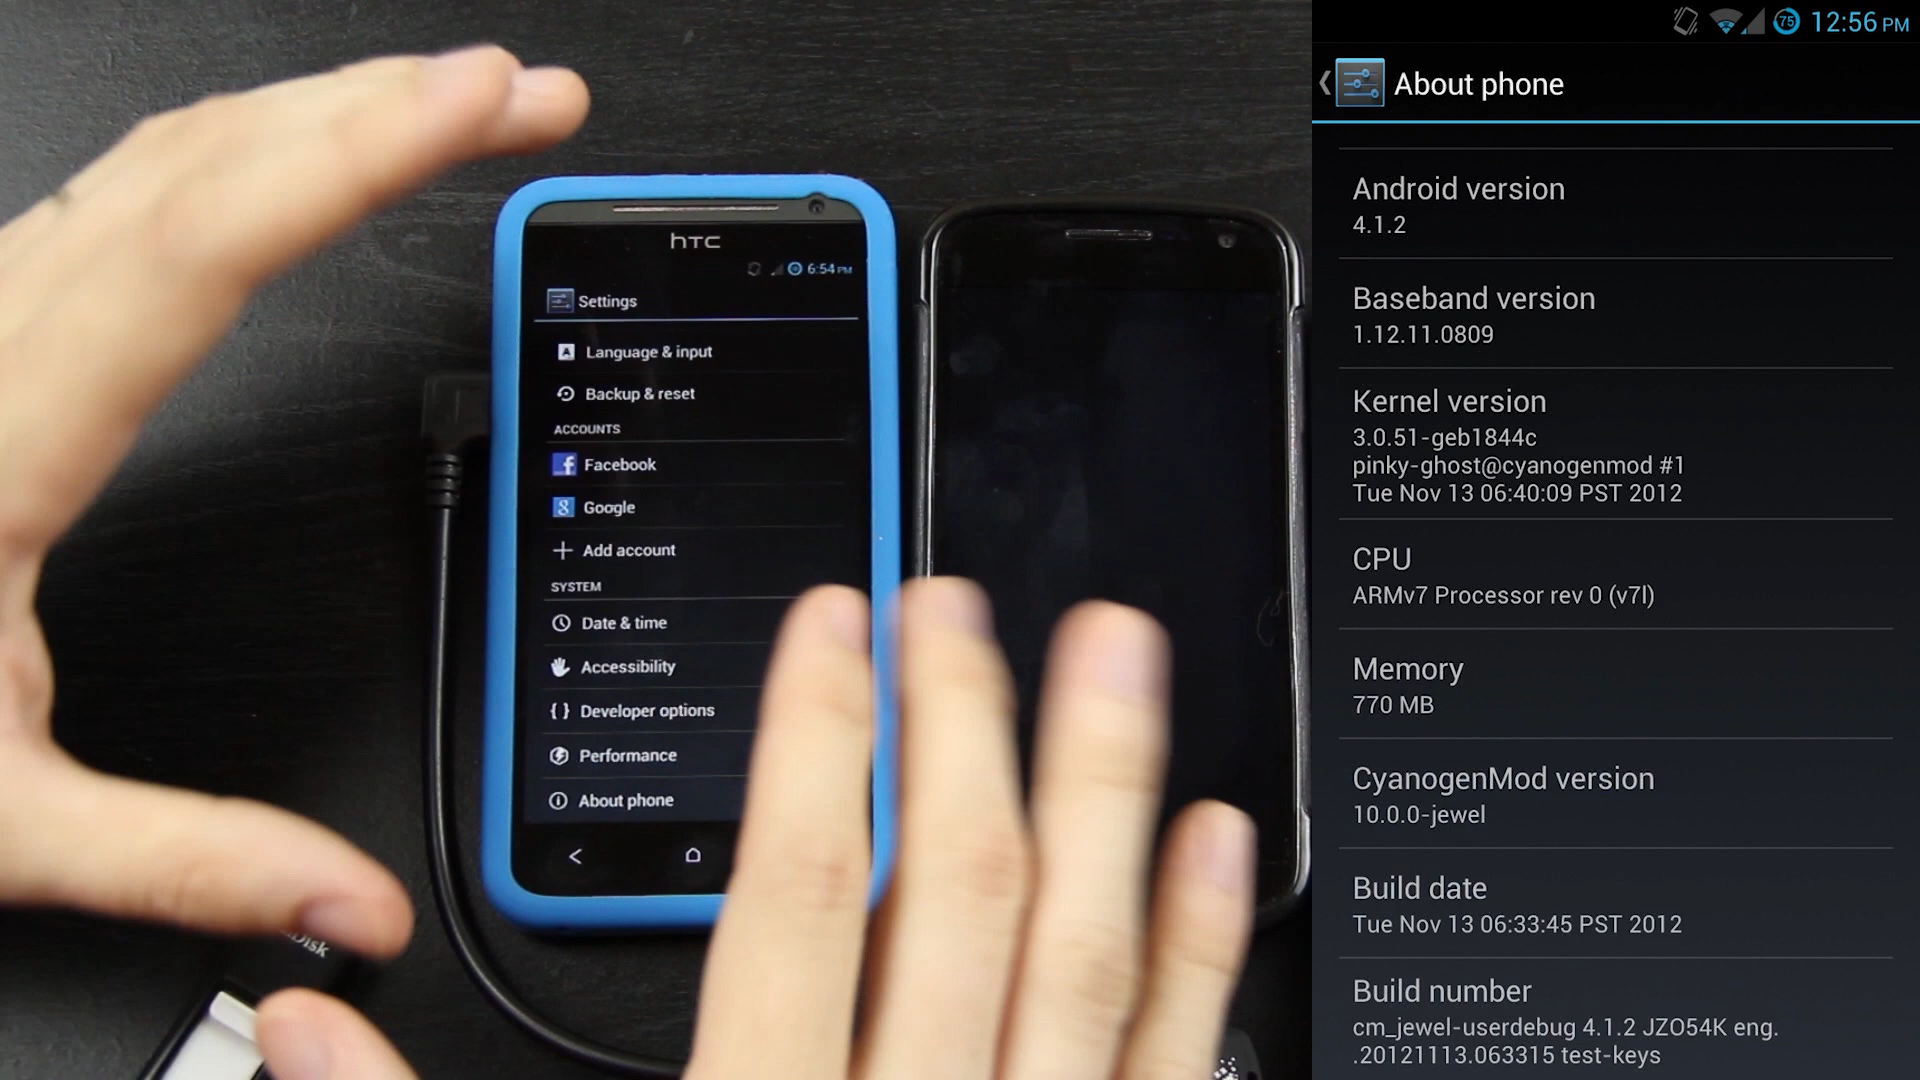 hTC
6:54 PM
Settings
Language & input
Backup & reset
ACCOUNTS
Facebook
Google
Add account
SYSTEM
Date & time
Accessibility
Developer options
Performance
About phone
Disk
75 12:56 PM
About phone
Android version
4.1.2
Baseband version
1.12.11.0809
Kernel version
3.0.51-geb1844c
pinky-ghost@cyanogenmod #1
Tue Nov 13 06:40:09 PST 2012
CPU
ARMv7 Processor rev 0 (v7l)
Memory
770 MB
CyanogenMod version
10.0.0-jewel
Build date
Tue Nov 13 06:33:45 PST 2012
Build number
cm_jewel-userdebug 4.1.2 JZO54K eng.
.20121113.063315 test-keys